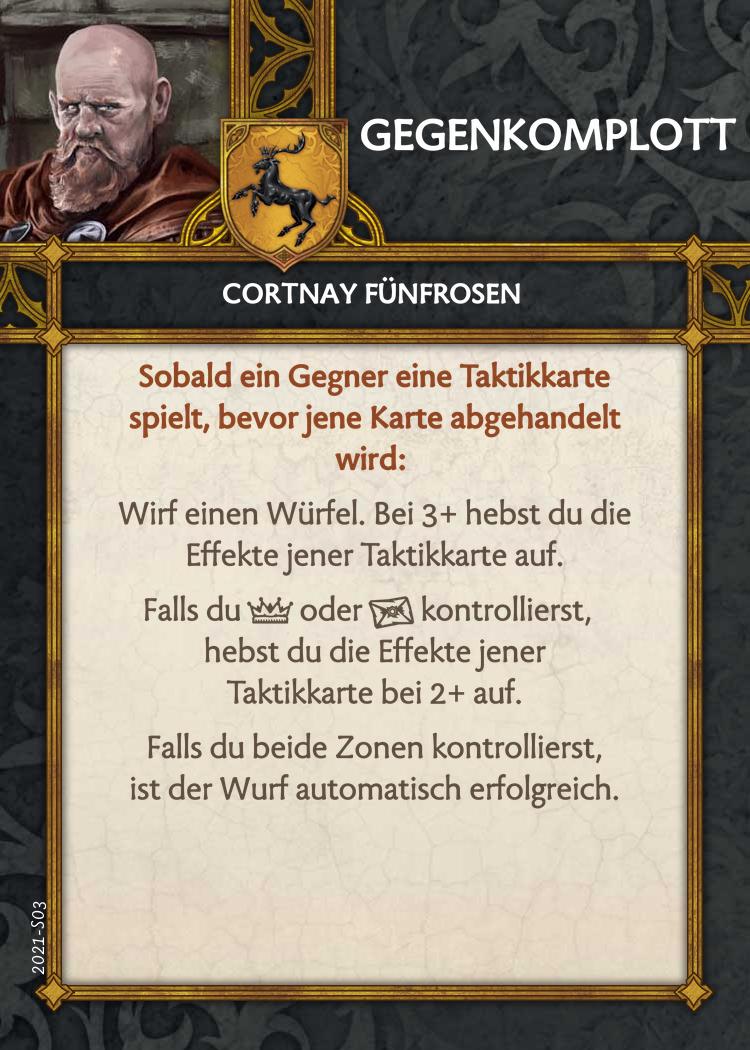 GEGENKOMPLOTT
CORTNAY FÜNFROSEN
Sobald ein Gegner eine Taktikkarte
spielt, bevor jene Karte abgehandelt
wird:
Wirf einen Würfel. Bei 3+ hebst du die
Effekte jener Taktikkarte auf.
Falls du oder kontrollierst,
hebst du die Effekte jener
Taktikkarte bei 2+ auf.
Falls du beide Zonen kontrollierst,
ist der Wurf automatisch erfolgreich.
2021-S03